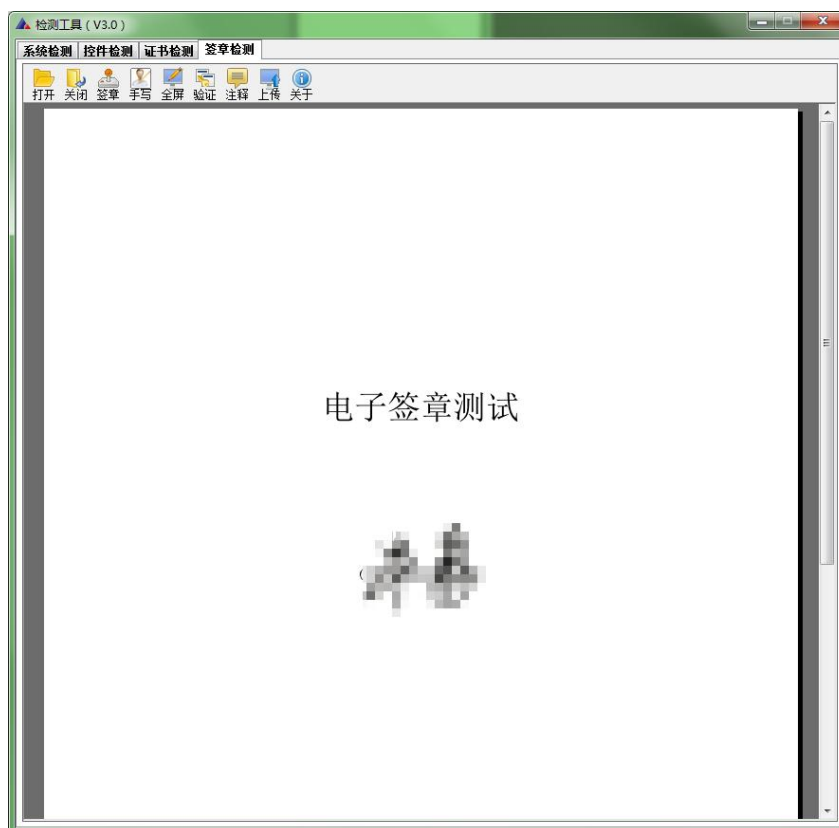 检测工具 ( V3.0 )
系统检测 控件检测 证书检测 签章检测
打开 关闭 签章 手写 全屏 验证 注释 上传 关于
电子签章测试